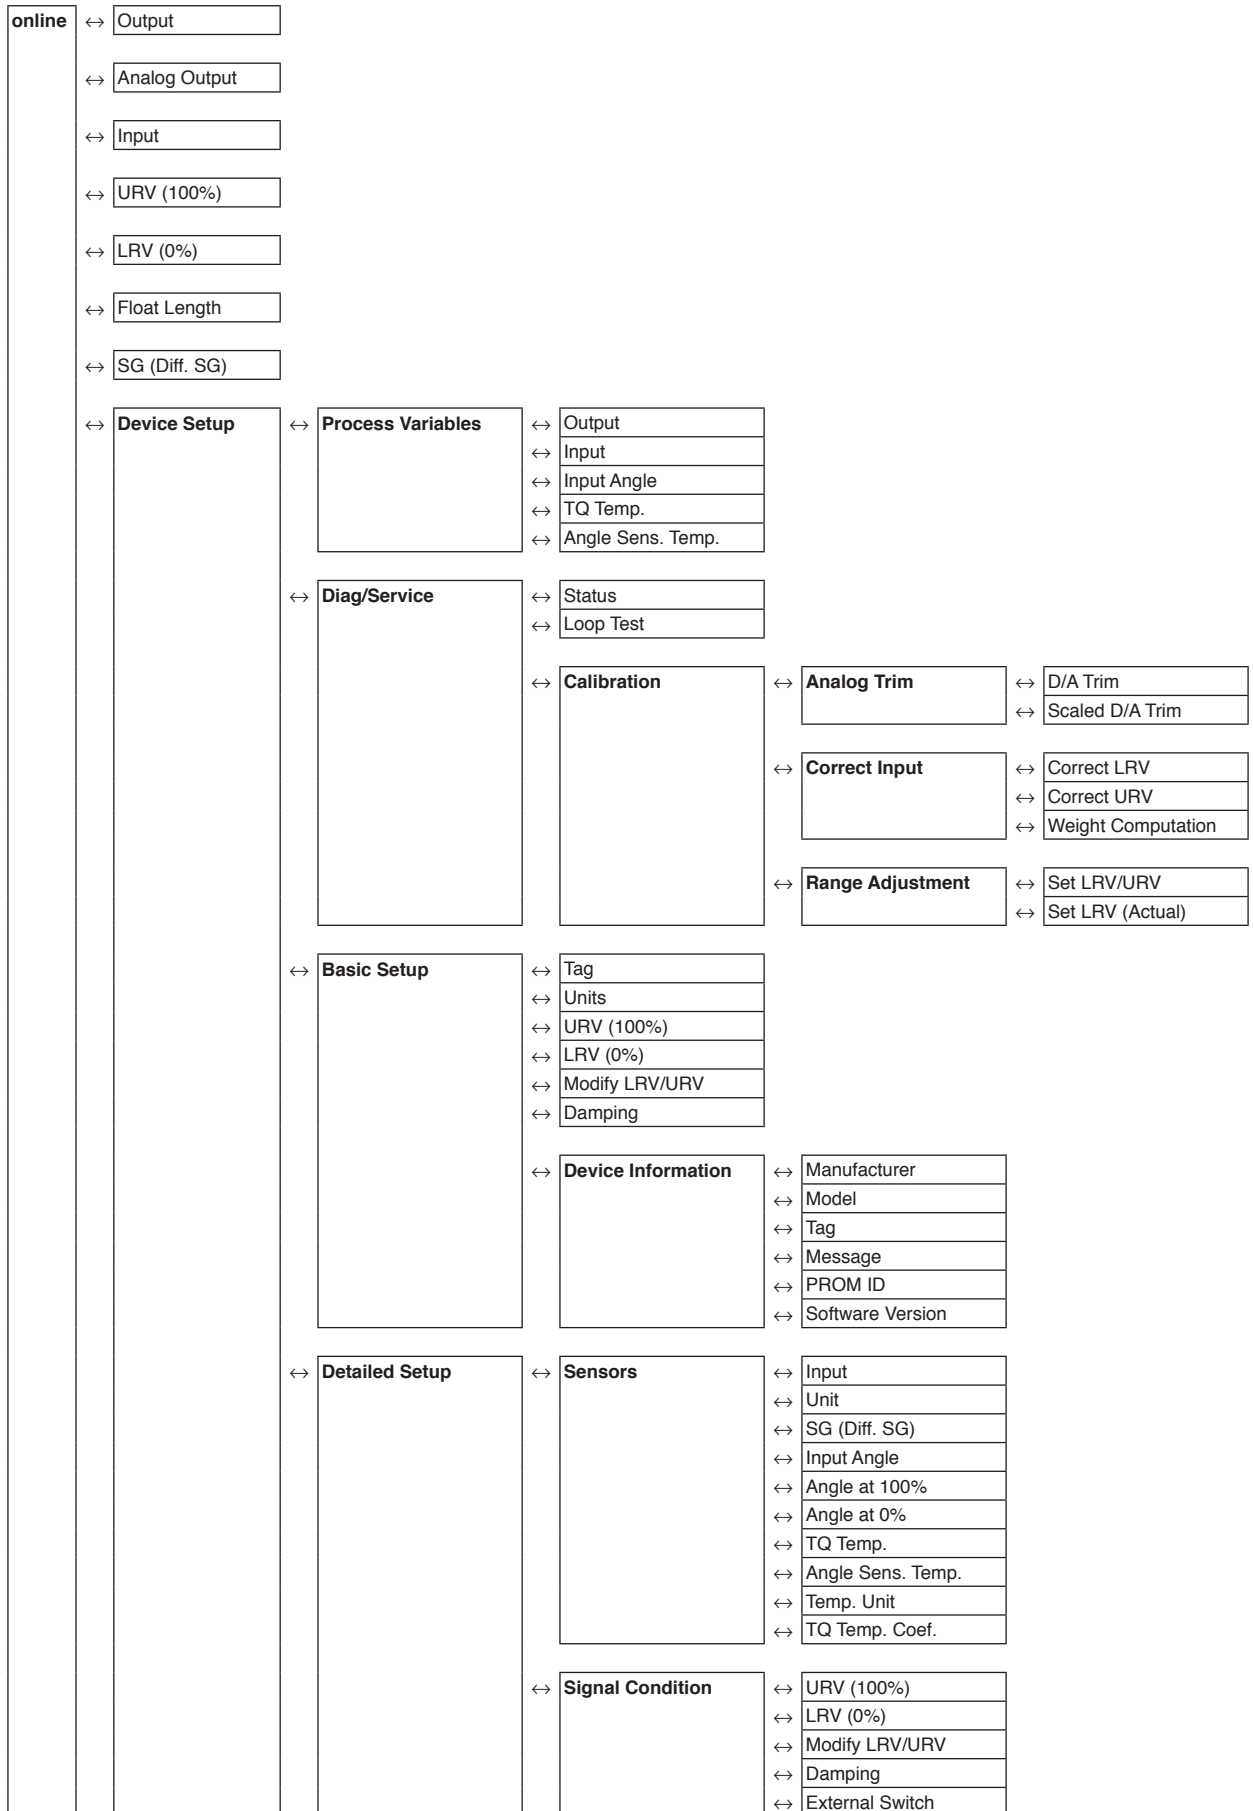 online ↔ Output
↔ Analog Output
↔ Input
↔ URV (100%)
↔ LRV (0%)
↔ Float Length
↔ SG (Diff. SG)
↔ Device Setup ↔ Process Variables ↔ Output
↔ Input
↔ Input Angle
↔ TQ Temp.
↔ Angle Sens. Temp.
↔ Diag/Service ↔ Status
↔ Loop Test
↔ Calibration ↔ Analog Trim ↔ D/A Trim
↔ Scaled D/A Trim
↔ Correct Input ↔ Correct LRV
↔ Correct URV
↔ Weight Computation
↔ Range Adjustment ↔ Set LRV/URV
↔ Set LRV (Actual)
↔ Basic Setup ↔ Tag
↔ Units
↔ URV (100%)
↔ LRV (0%)
↔ Modify LRV/URV
↔ Damping
↔ Device Information ↔ Manufacturer
↔ Model
↔ Tag
↔ Message
↔ PROM ID
↔ Software Version
↔ Detailed Setup ↔ Sensors ↔ Input
↔ Unit
↔ SG (Diff. SG)
↔ Input Angle
↔ Angle at 100%
↔ Angle at 0%
↔ TQ Temp.
↔ Angle Sens. Temp.
↔ Temp. Unit
↔ TQ Temp. Coef.
↔ Signal Condition ↔ URV (100%)
↔ LRV (0%)
↔ Modify LRV/URV
↔ Damping
↔ External Switch